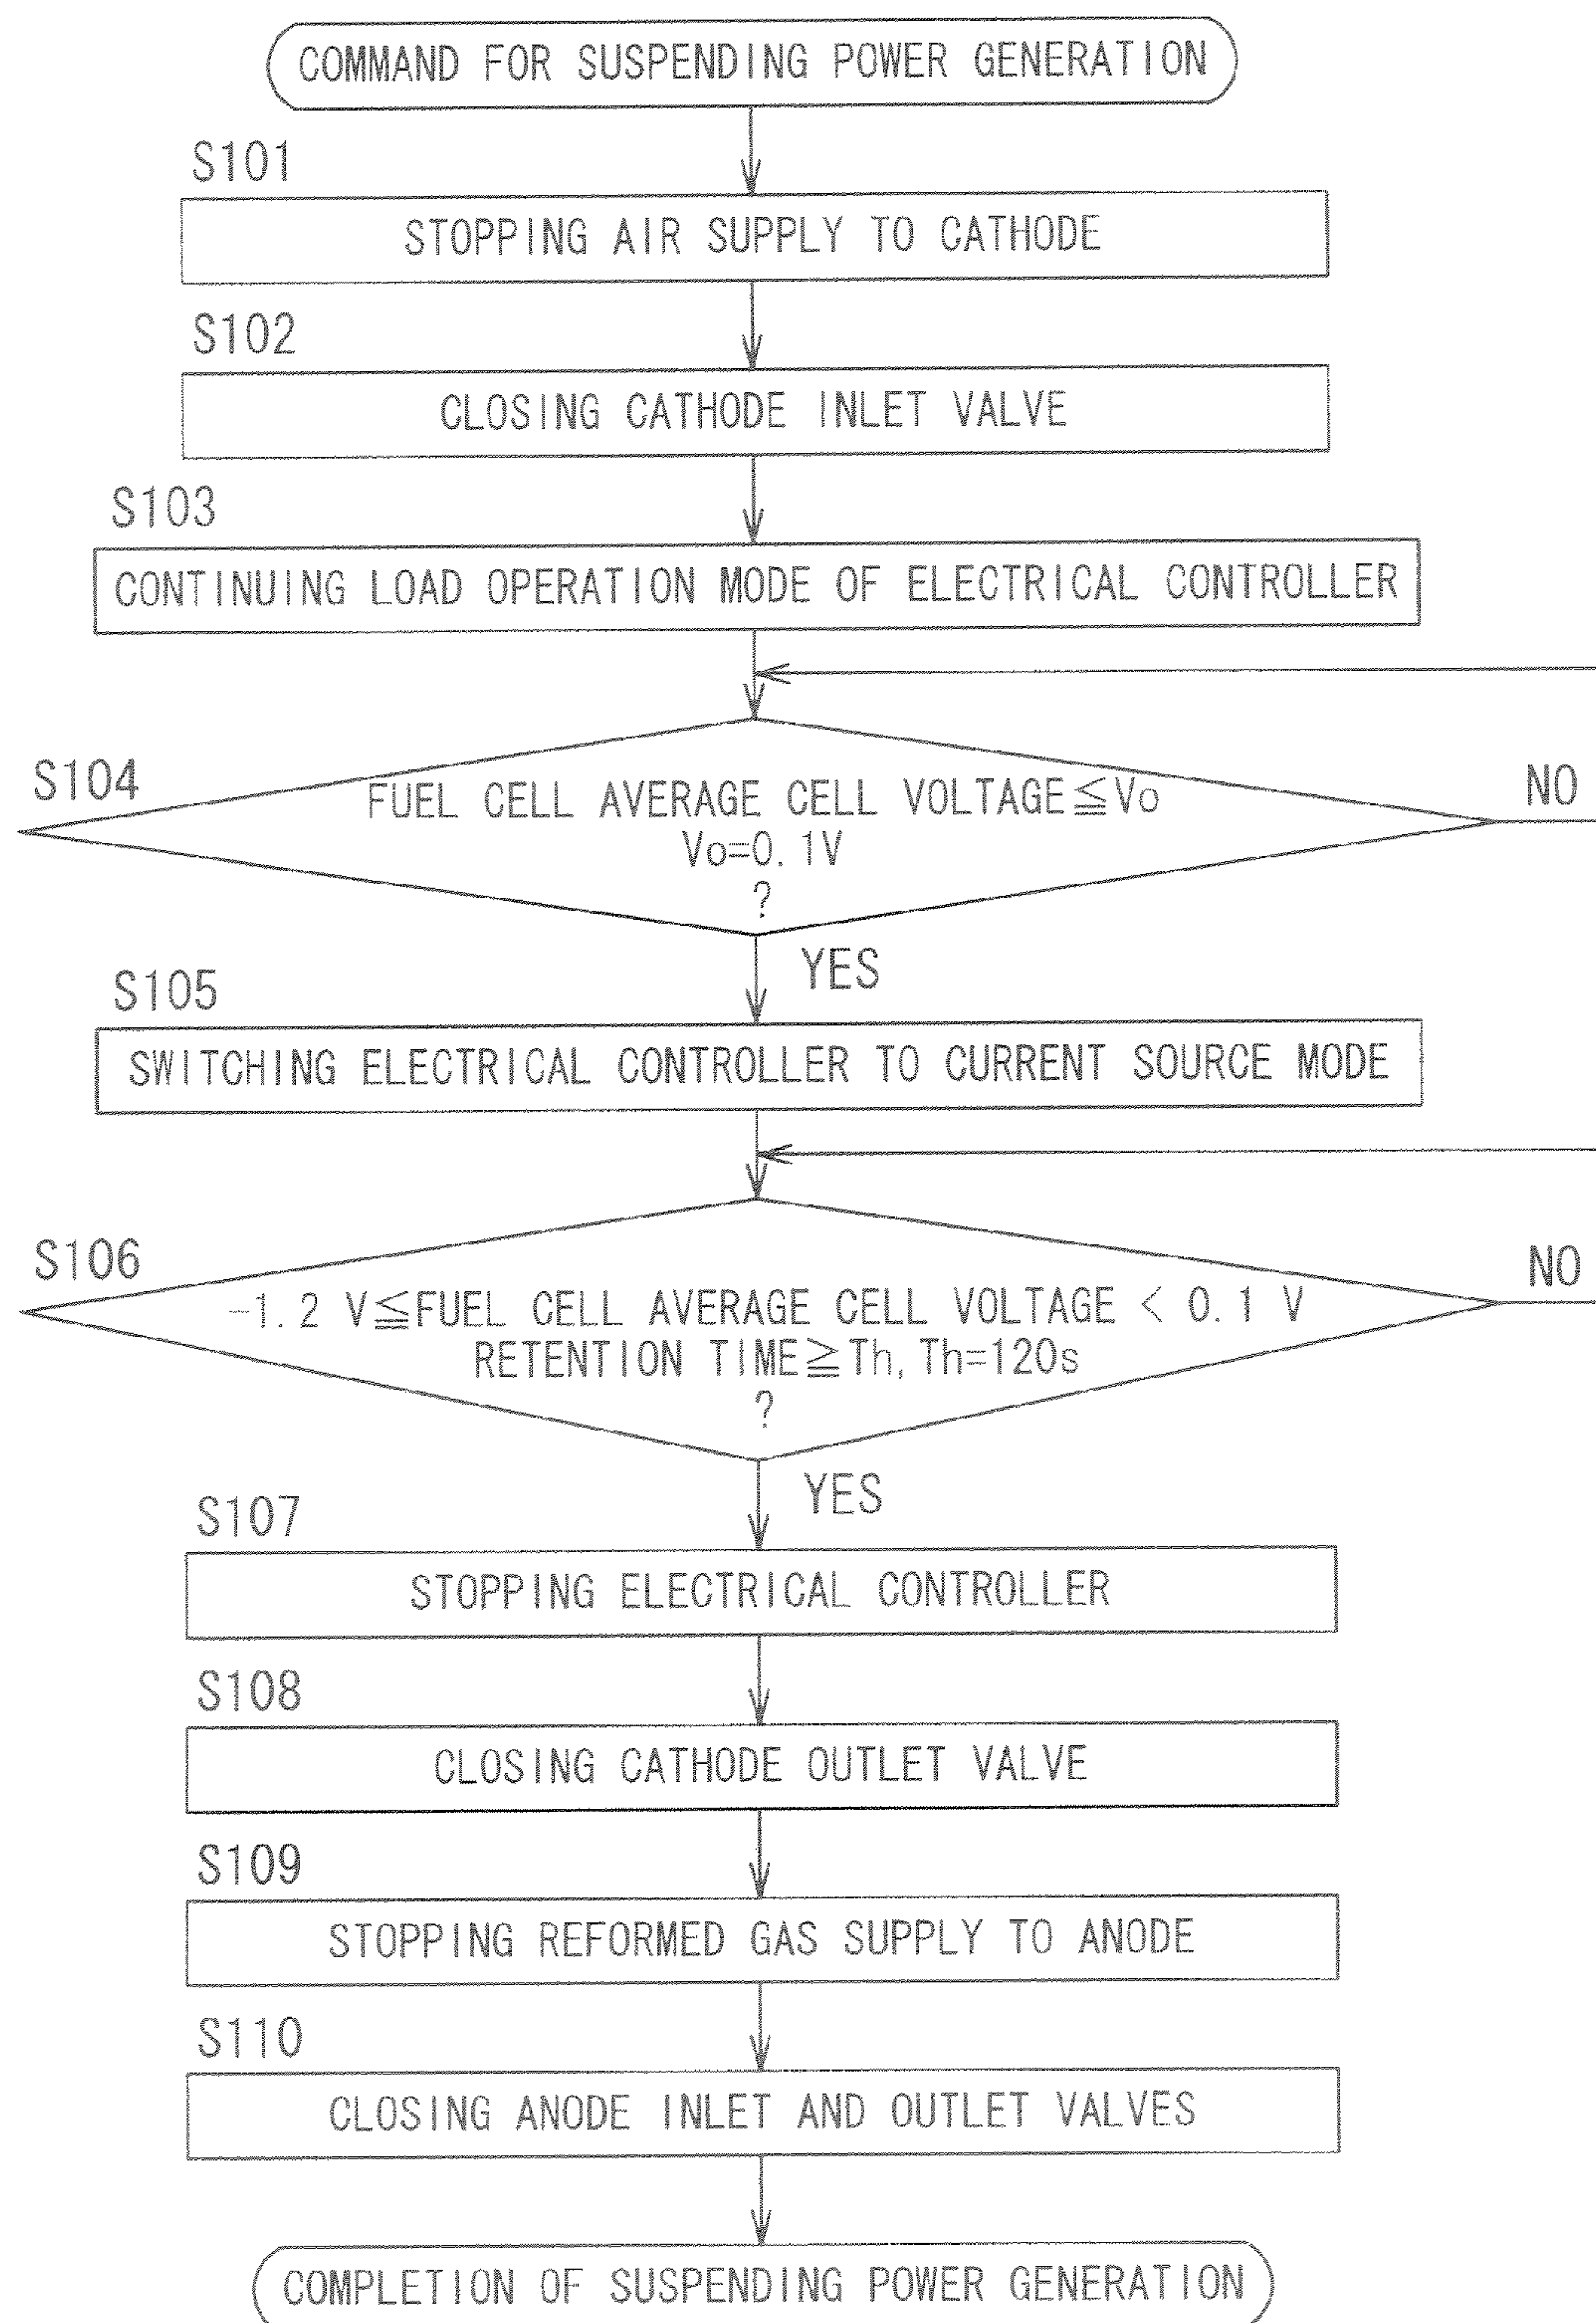 COMMAND FOR SUSPENDING POWER GENERATION
S101
STOPPING AIR SUPPLY TO CATHODE
S102
CLOSING CATHODE INLET VALVE
S103
CONTINUING LOAD OPERATION MODE OF ELECTRICAL CONTROLLER
S104
FUEL CELL AVERAGE CELL VOLTAGE≦Vo
NO
Vo=0.1V
?
YES
S105
SWITCHING ELECTRICAL CONTROLLER TO CURRENT SOURCE MODE
S106
NO
-1.2 V≦FUEL CELL AVERAGE CELL VOLTAGE < 0.1 V
RETENTION TIME≧Th, Th=120s
?
YES
S107
STOPPING ELECTRICAL CONTROLLER
S108
CLOSING CATHODE OUTLET VALVE
S109
STOPPING REFORMED GAS SUPPLY TO ANODE
S110
CLOSING ANODE INLET AND OUTLET VALVES
COMPLETION OF SUSPENDING POWER GENERATION